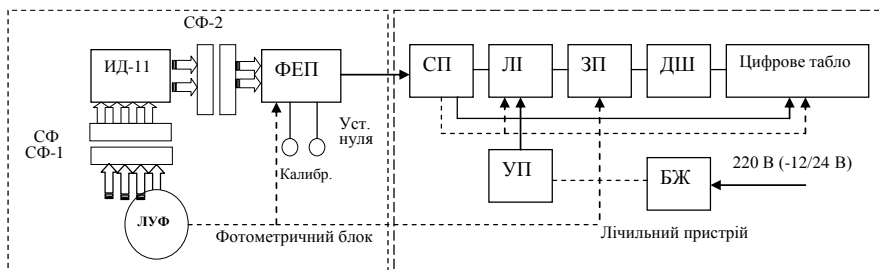 СФ-2
ИД-11
ФЕП
СП
ЛІ
ЗП
ДШ
Цифрове табло
СФ
СФ-1
Уст.
нуля
Калибр.
УП
БЖ
220 В (-12/24 В)
ЛУФ
Фотометричний блок
Лічильний пристрій